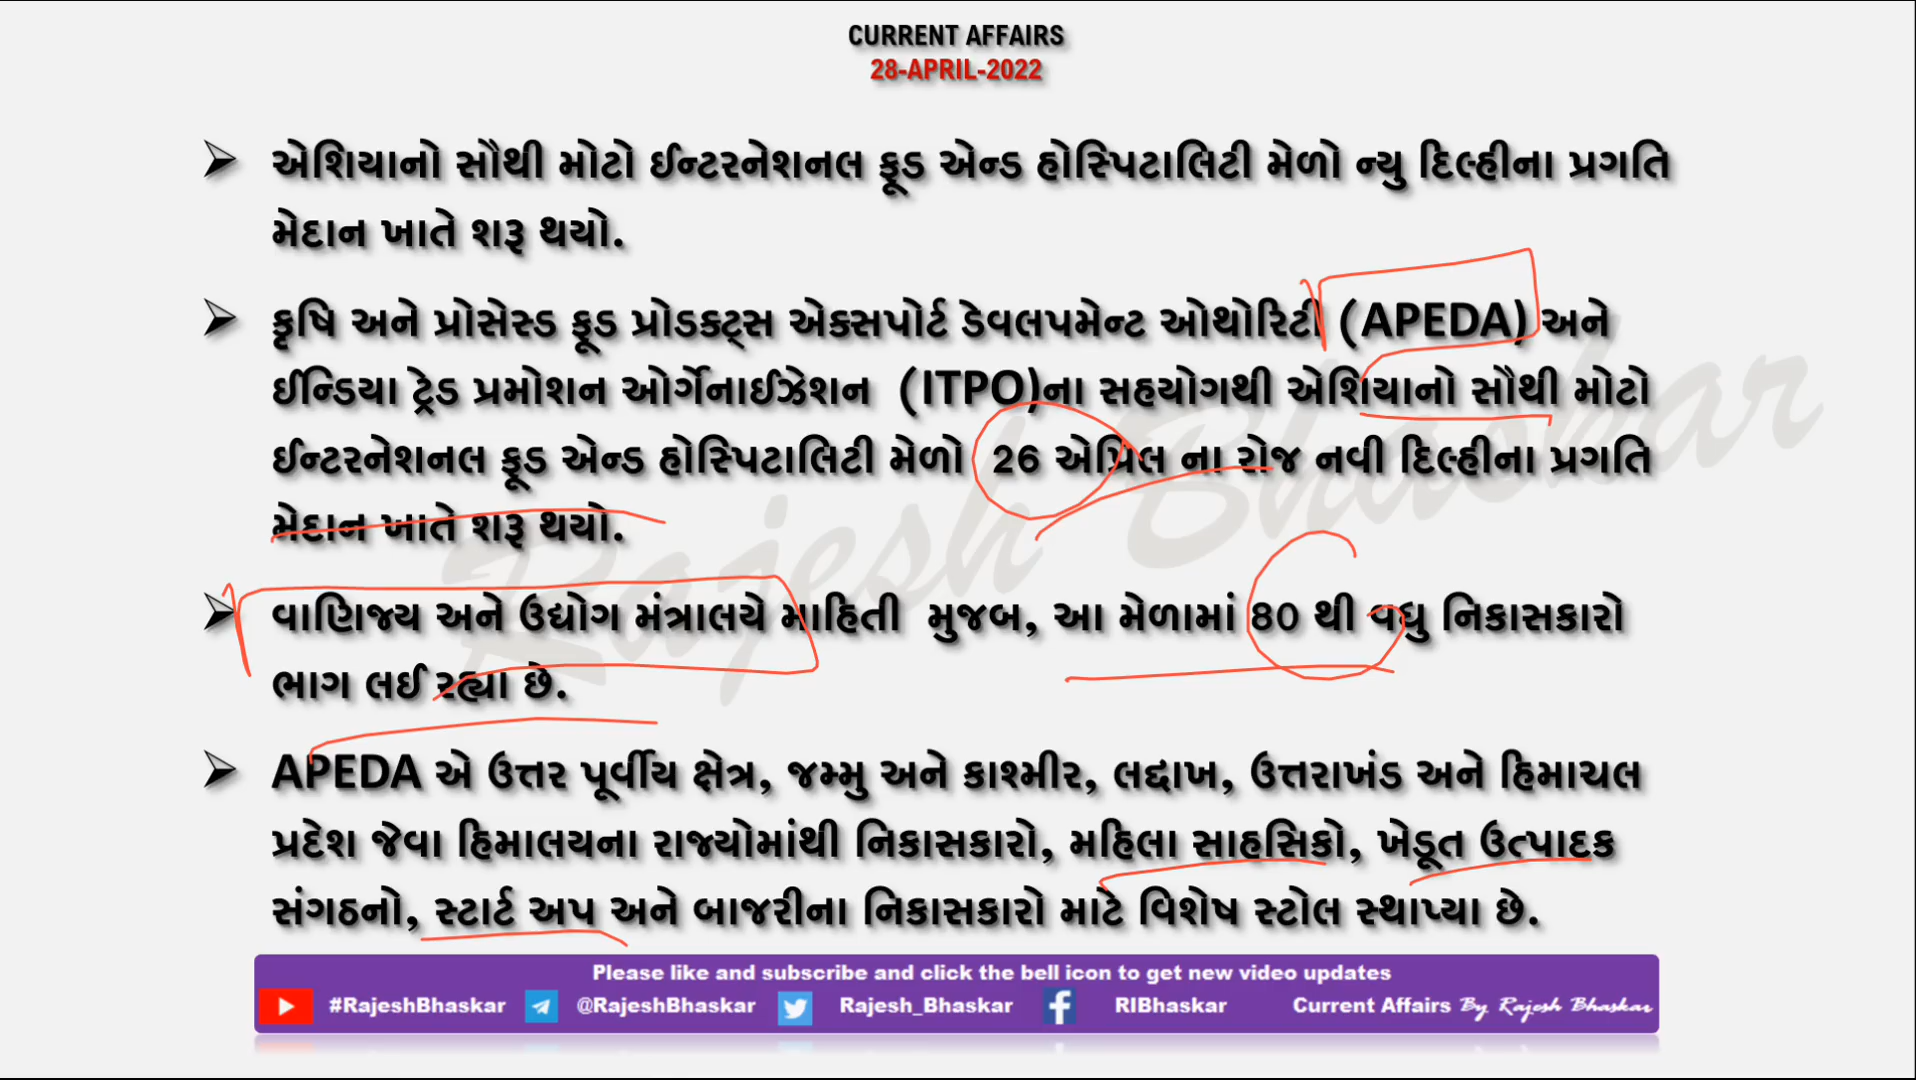 CURRENT AFFAIRS
28-APRIL-2022
એશિયાનો સૌથી મોટો ઈન્ટરનેશનલ ફૂડ એન્ડ હોસ્પિટાલિટી મેળો ન્યુ દિલ્હીના પ્રગતિ
મેદાન ખાતે શરૂ થયો.
કૃષિ અને પ્રોસેસ્ડ ફૂડ પ્રોડક્ટ્સ એક્સપોર્ટ ડેવલપમેન્ટ ઓથોરિટી (APEDA) અને
ઈન્ડિયા ટ્રેડ પ્રમોશન ઓર્ગેનાઈઝેશન (ITPO)ના સહયોગથી એશિયાનો સૌથી મોટો
ઈન્ટરનેશનલ ફૂડ એન્ડ હોસ્પિટાલિટી મેળો 26 એપ્રિલ ના રોજ નવી દિલ્હીના પ્રગતિ
મેદાન ખાતે શરૂ થયો.
વાણિજ્ય અને ઉદ્યોગ મંત્રાલયે માહિતી મુજબ, આ મેળામાં 80 થી વધુ નિકાસકારો
ભાગ લઈ રહ્યા છે.
APEDA એ ઉત્તર પૂર્વીય ક્ષેત્ર, જમ્મુ અને કાશ્મીર, લદ્દાખ, ઉત્તરાખંડ અને હિમાચલ
પ્રદેશ જેવા હિમાલયના રાજ્યોમાંથી નિકાસકારો, મહિલા સાહસિકો, ખેડૂત ઉત્પાદક
સંગઠનો, સ્ટાર્ટ અપ અને બાજરીના નિકાસકારો માટે વિશેષ સ્ટોલ સ્થાપ્યા છે.
Rajesh Bhaskar
Please like and subscribe and click the bell icon to get new video updates
#RajeshBhaskar @RajeshBhaskar Rajesh_Bhaskar RIBhaskar Current Affairs By Rajesh Bhaskar